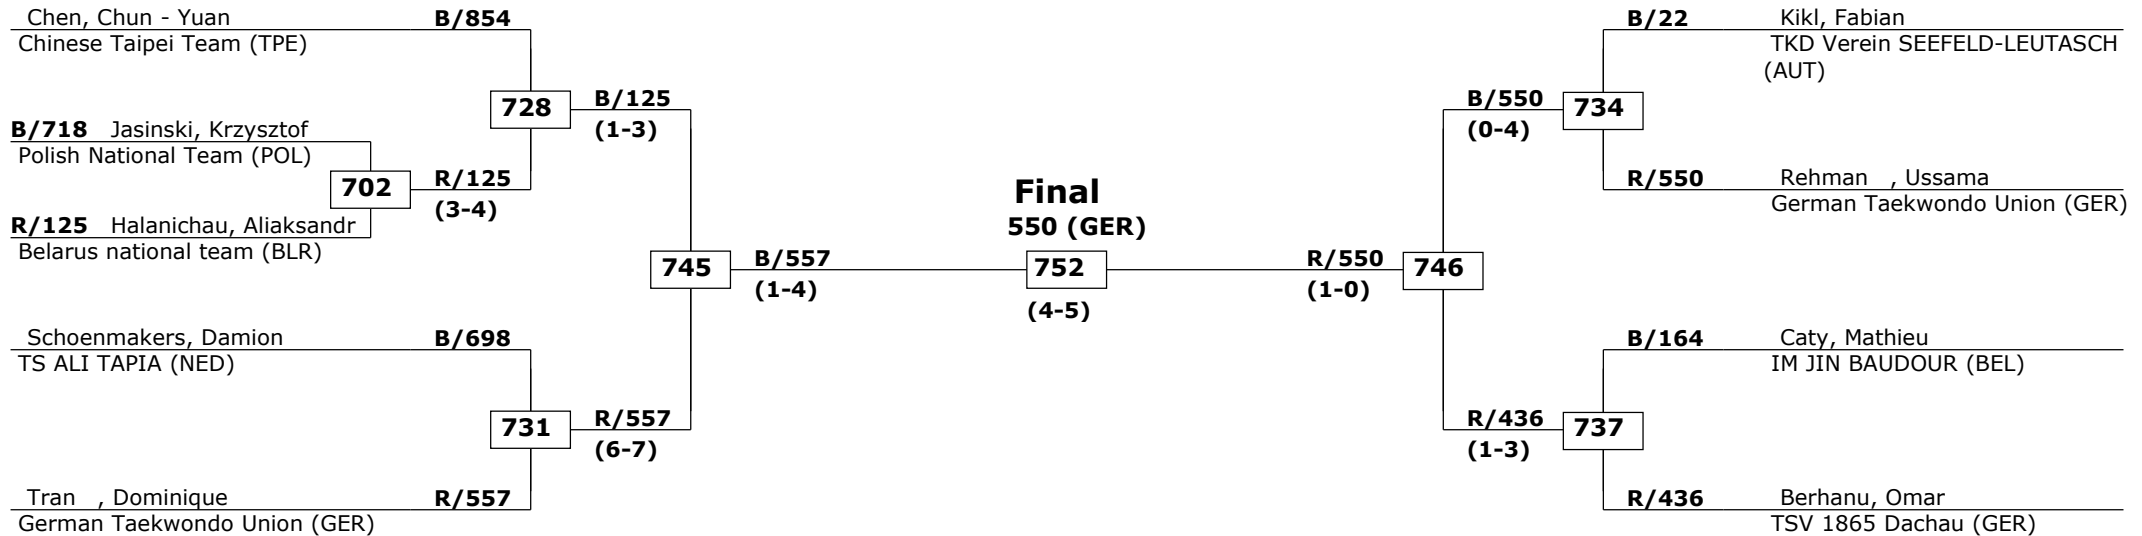 Chen, Chun - Yuan B/854
Chinese Taipei Team (TPE)
728
B/125
(1-3)
B/718 Jasinski, Krzysztof
Polish National Team (POL)
702
R/125
(3-4)
R/125 Halanichau, Aliaksandr
Belarus national team (BLR)
745
B/557
(1-4)
Schoenmakers, Damion B/698
TS ALI TAPIA (NED)
731
R/557
(6-7)
Tran , Dominique R/557
German Taekwondo Union (GER)
Final
550 (GER)
752
(4-5)
B/22 Kikl, Fabian
TKD Verein SEEFELD-LEUTASCH
(AUT)
B/550
(0-4)
734
R/550 Rehman , Ussama
German Taekwondo Union (GER)
R/550
(1-0)
746
B/164 Caty, Mathieu
IM JIN BAUDOUR (BEL)
R/436
(1-3)
737
R/436 Berhanu, Omar
TSV 1865 Dachau (GER)